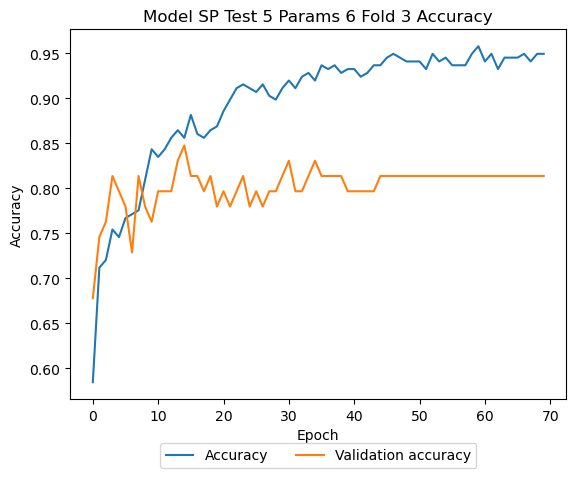 Model SP Test 5 Params 6 Fold 3 Accuracy
Accuracy
0.95
0.90
0.85
0.80
0.75
0.70
0.65
0.60
0 10 20 30 40 50 60 70
Epoch
Accuracy Validation accuracy